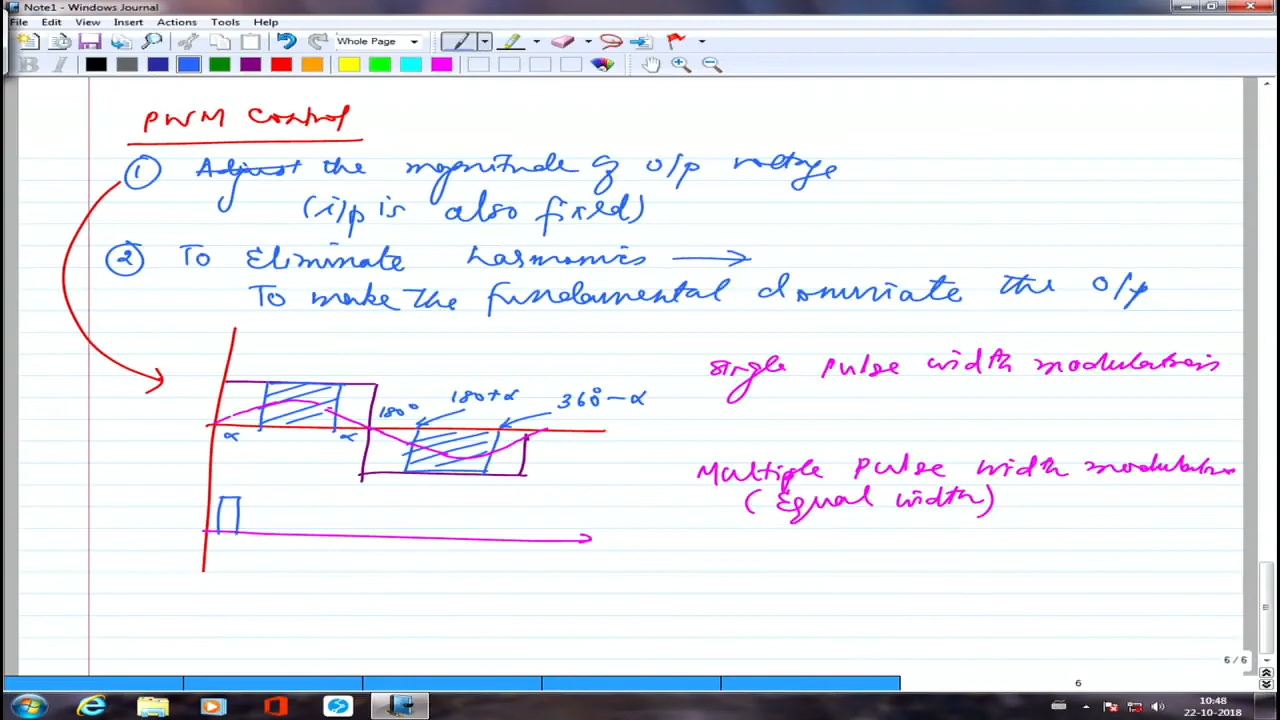 Note1 - Windows Journal
File Edit View Insert Actions Tools Help
Whole Page
B I
PWM Control
① Adjust the magnitude of o/p voltage
(i/p is also fixed)
② To Eliminate harmonics →
To make the fundamental dominiate the o/p
Single pulse width modulation
180° 180+α 360°-α
α α
Multiple pulse width modulation
(Equal width)
6 / 6
6
10:48
22-10-2018